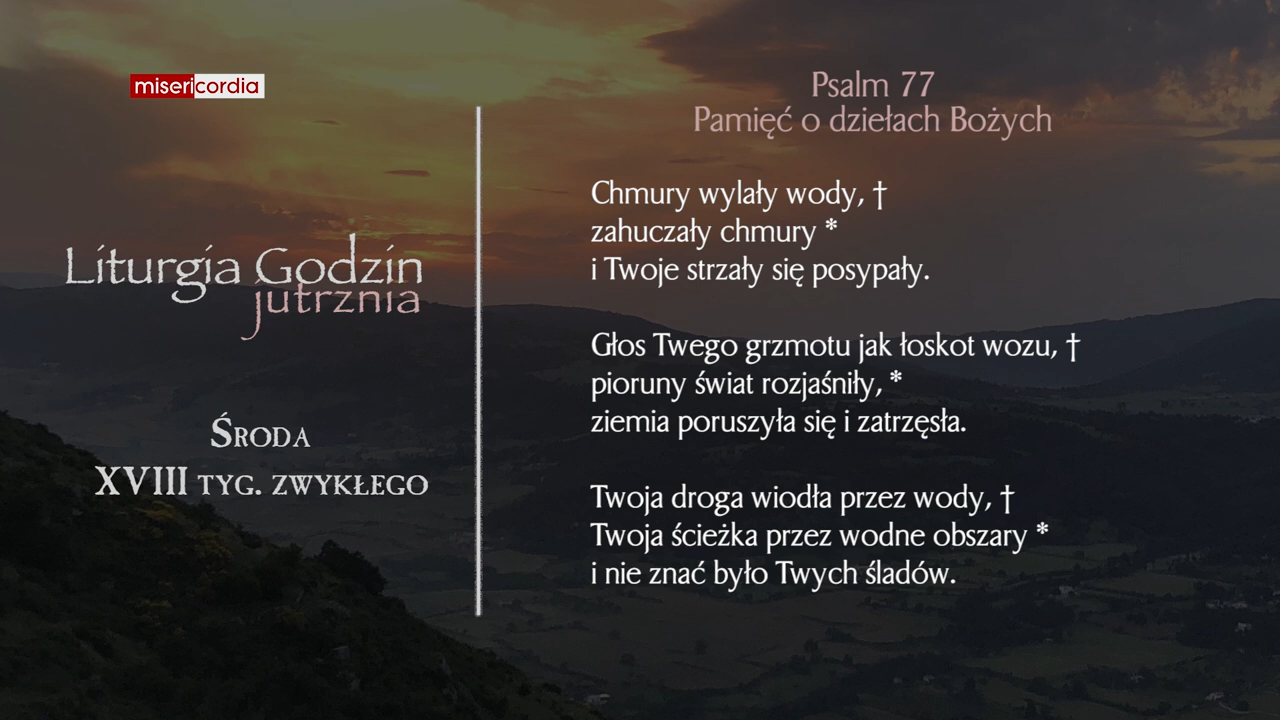 misericordia
Liturgia Godzin
jutrznia
Środa
XVIII tyg. zwykłego
Psalm 77
Pamięć o dziełach Bożych
Chmury wylały wody, †
zahuczały chmury *
i Twoje strzały się posypały.
Głos Twego grzmotu jak łoskot wozu, †
pioruny świat rozjaśniły, *
ziemia poruszyła się i zatrzęsła.
Twoja droga wiodła przez wody, †
Twoja ścieżka przez wodne obszary *
i nie znać było Twych śladów.